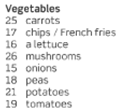 Vegetables
25 carrots
17 chips / French fries
16 a lettuce
26 mushrooms
15 onions
18 peas
21 potatoes
19 tomatoes